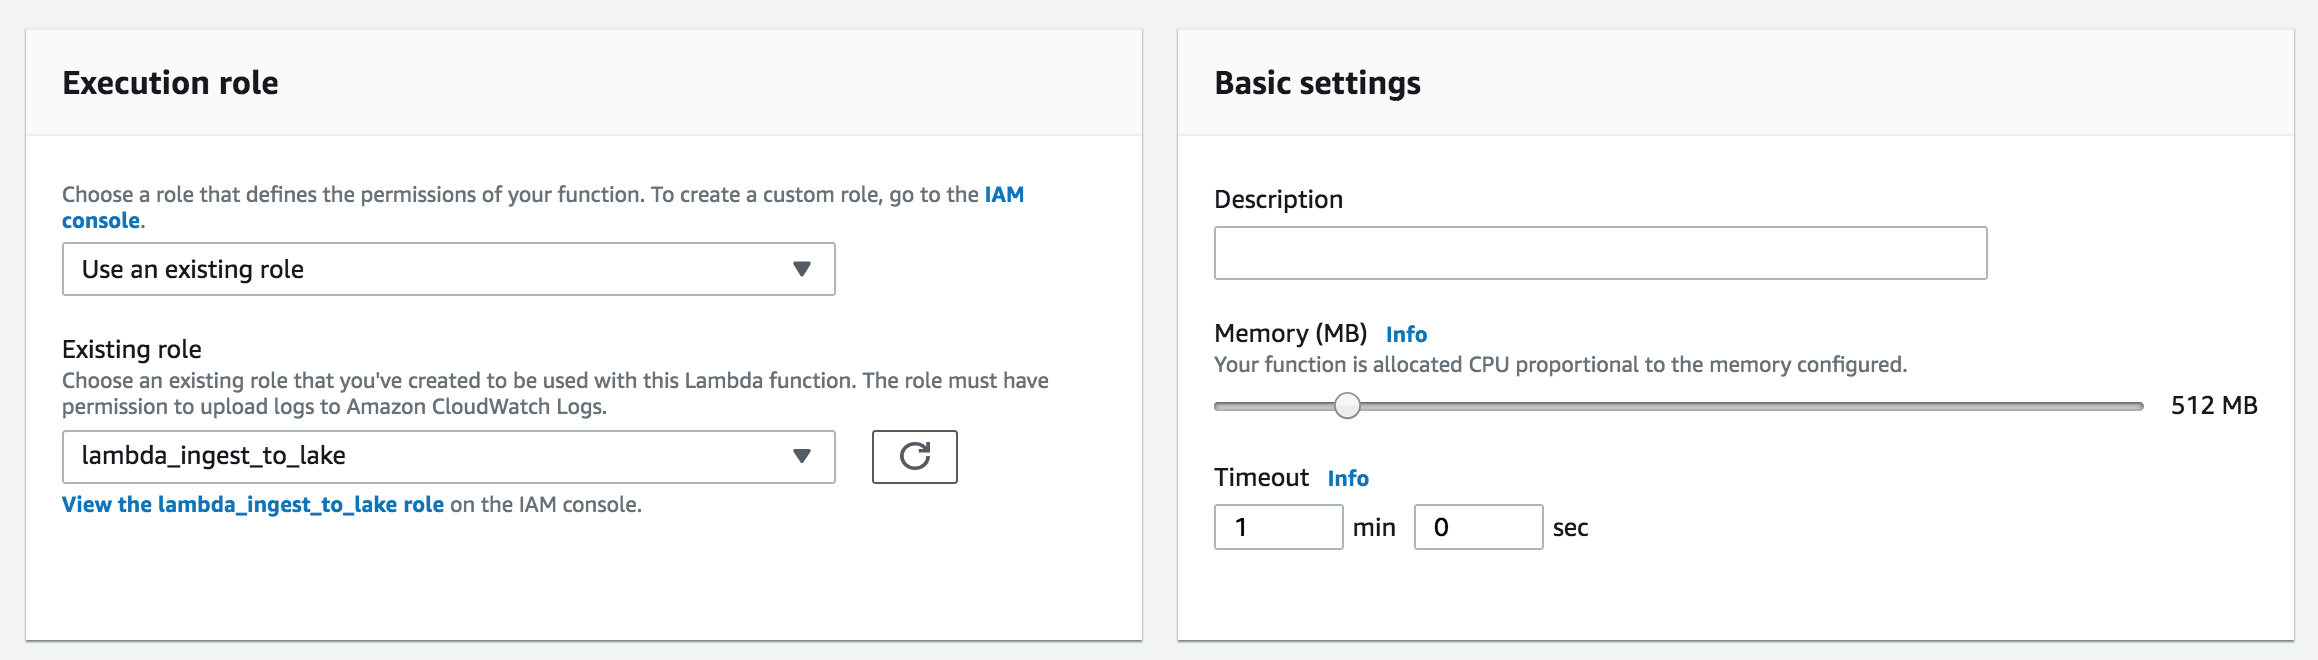 Execution role
Choose a role that defines the permissions of your function. To create a custom role, go to the IAM
console.
Use an existing role
Existing role
Choose an existing role that you've created to be used with this Lambda function. The role must have
permission to upload logs to Amazon CloudWatch Logs.
lambda_ingest_to_lake
View the lambda_ingest_to_lake role on the IAM console.
Basic settings
Description
Memory (MB) Info
Your function is allocated CPU proportional to the memory configured.
512 MB
Timeout Info
1 min 0 sec